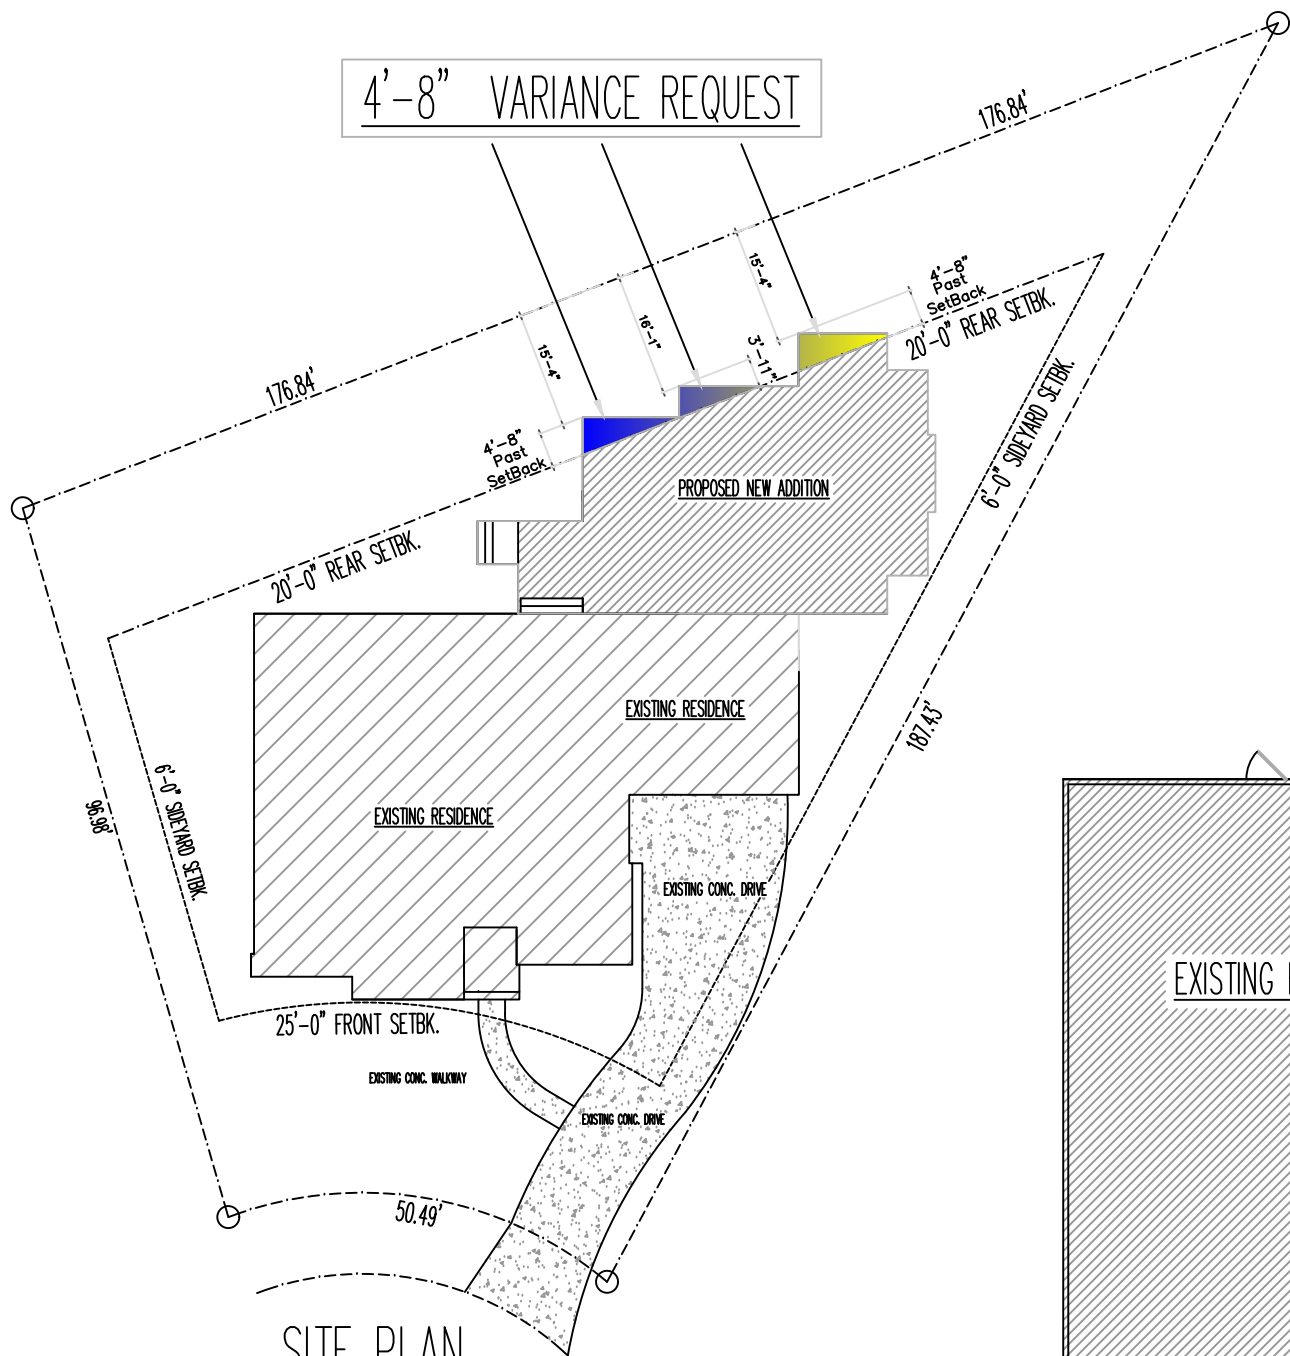 4'-8" VARIANCE REQUEST
176.84'
176.84'
15'-4"
16'-1"
15'-4"
3'-11"
4'-8"
Past
SetBack
20'-0" REAR SETBK.
4'-8"
Past
SetBack
PROPOSED NEW ADDITION
6'-0" SIDEYARD SETBK.
20'-0" REAR SETBK.
EXISTING RESIDENCE
187.43'
6'-0" SIDEYARD SETBK.
96.98'
EXISTING RESIDENCE
EXISTING CONC. DRIVE
EXISTING
25'-0" FRONT SETBK.
EXISTING CONC. WALKWAY
EXISTING CONC. DRIVE
50.49'
SITE PLAN